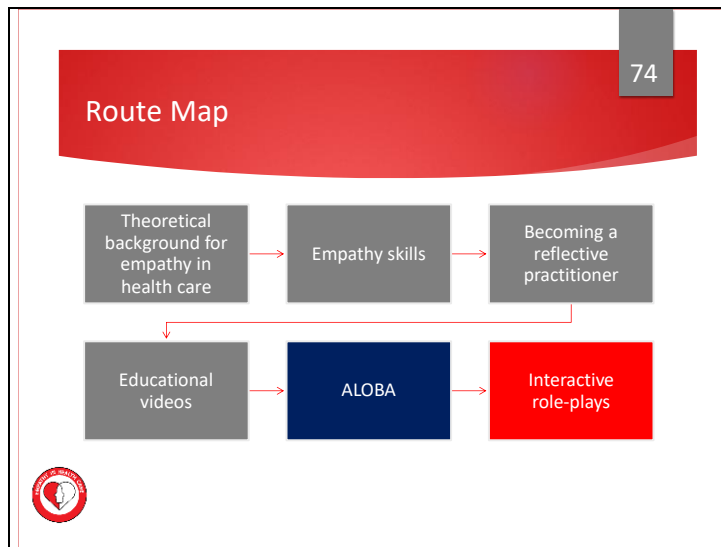 74
Route Map
Theoretical
background for
empathy in
health care
Empathy skills
Becoming a
reflective
practitioner
Educational
videos
ALOBA
Interactive
role-plays